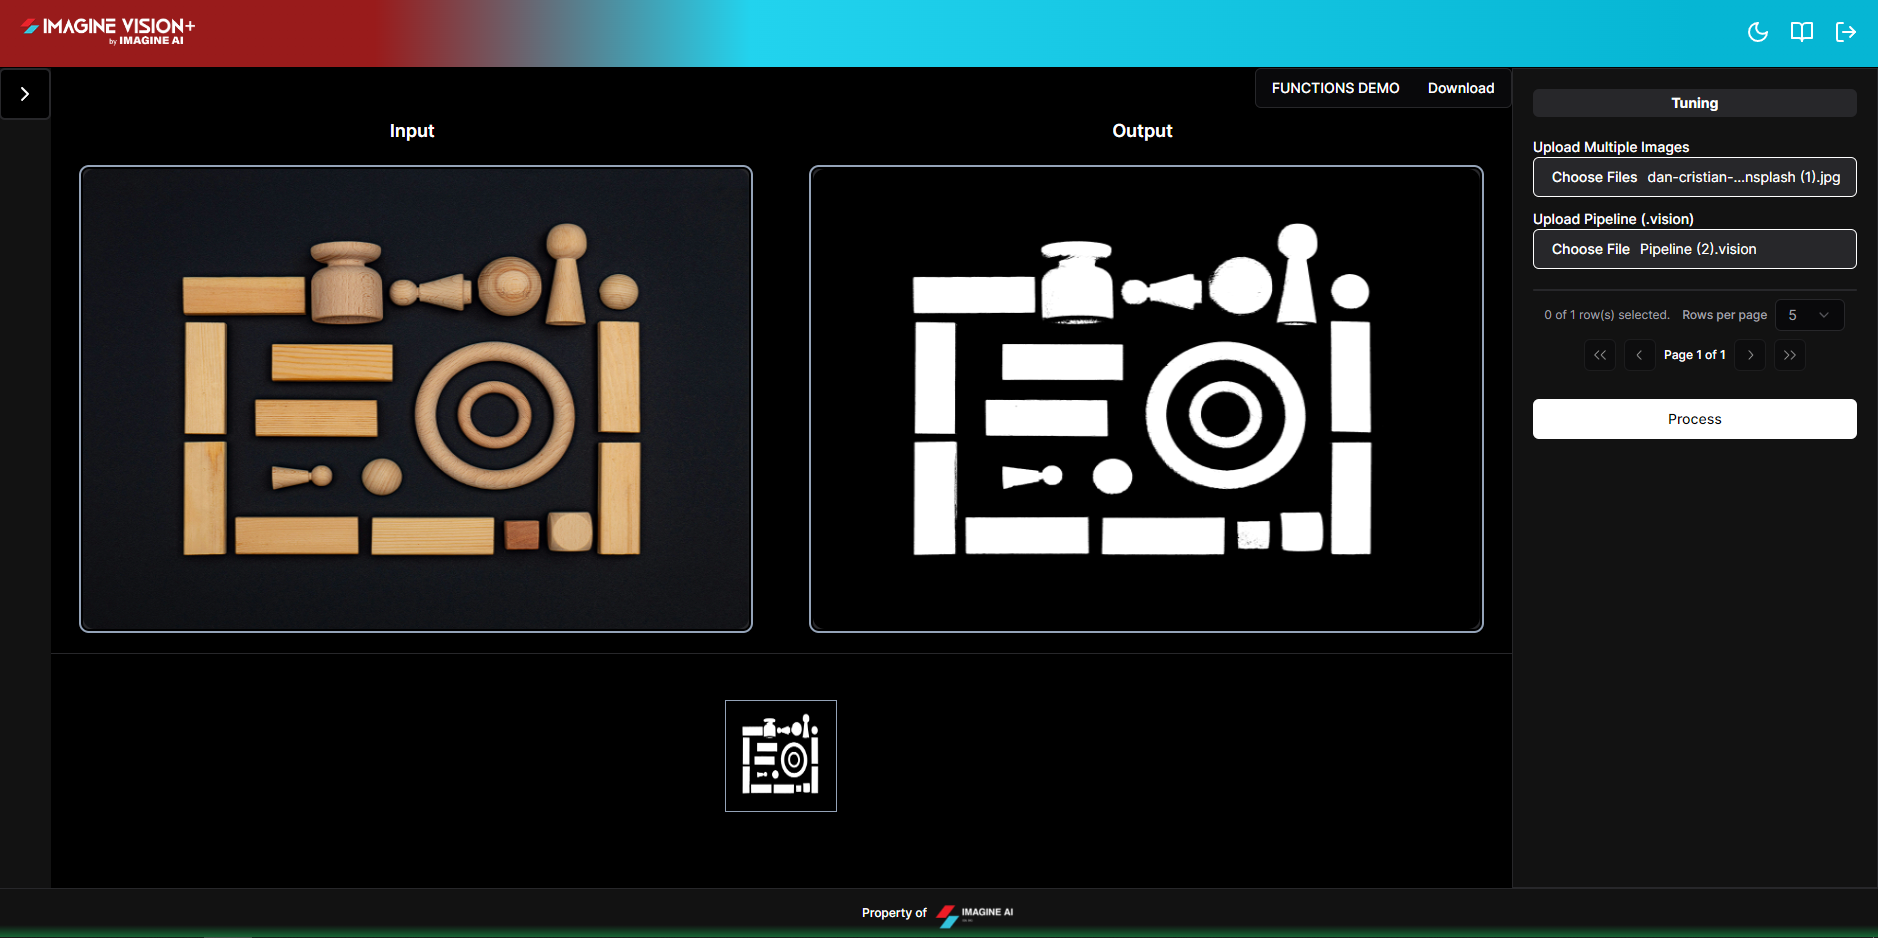 IMAGINE VISION+
by IMAGINE AI
FUNCTIONS DEMO Download
Input
Output
Tuning
Upload Multiple Images
Choose Files dan-cristian-...nsplash (1).jpg
Upload Pipeline (.vision)
Choose File Pipeline (2).vision
0 of 1 row(s) selected. Rows per page 5
Page 1 of 1
Process
Property of IMAGINE AI